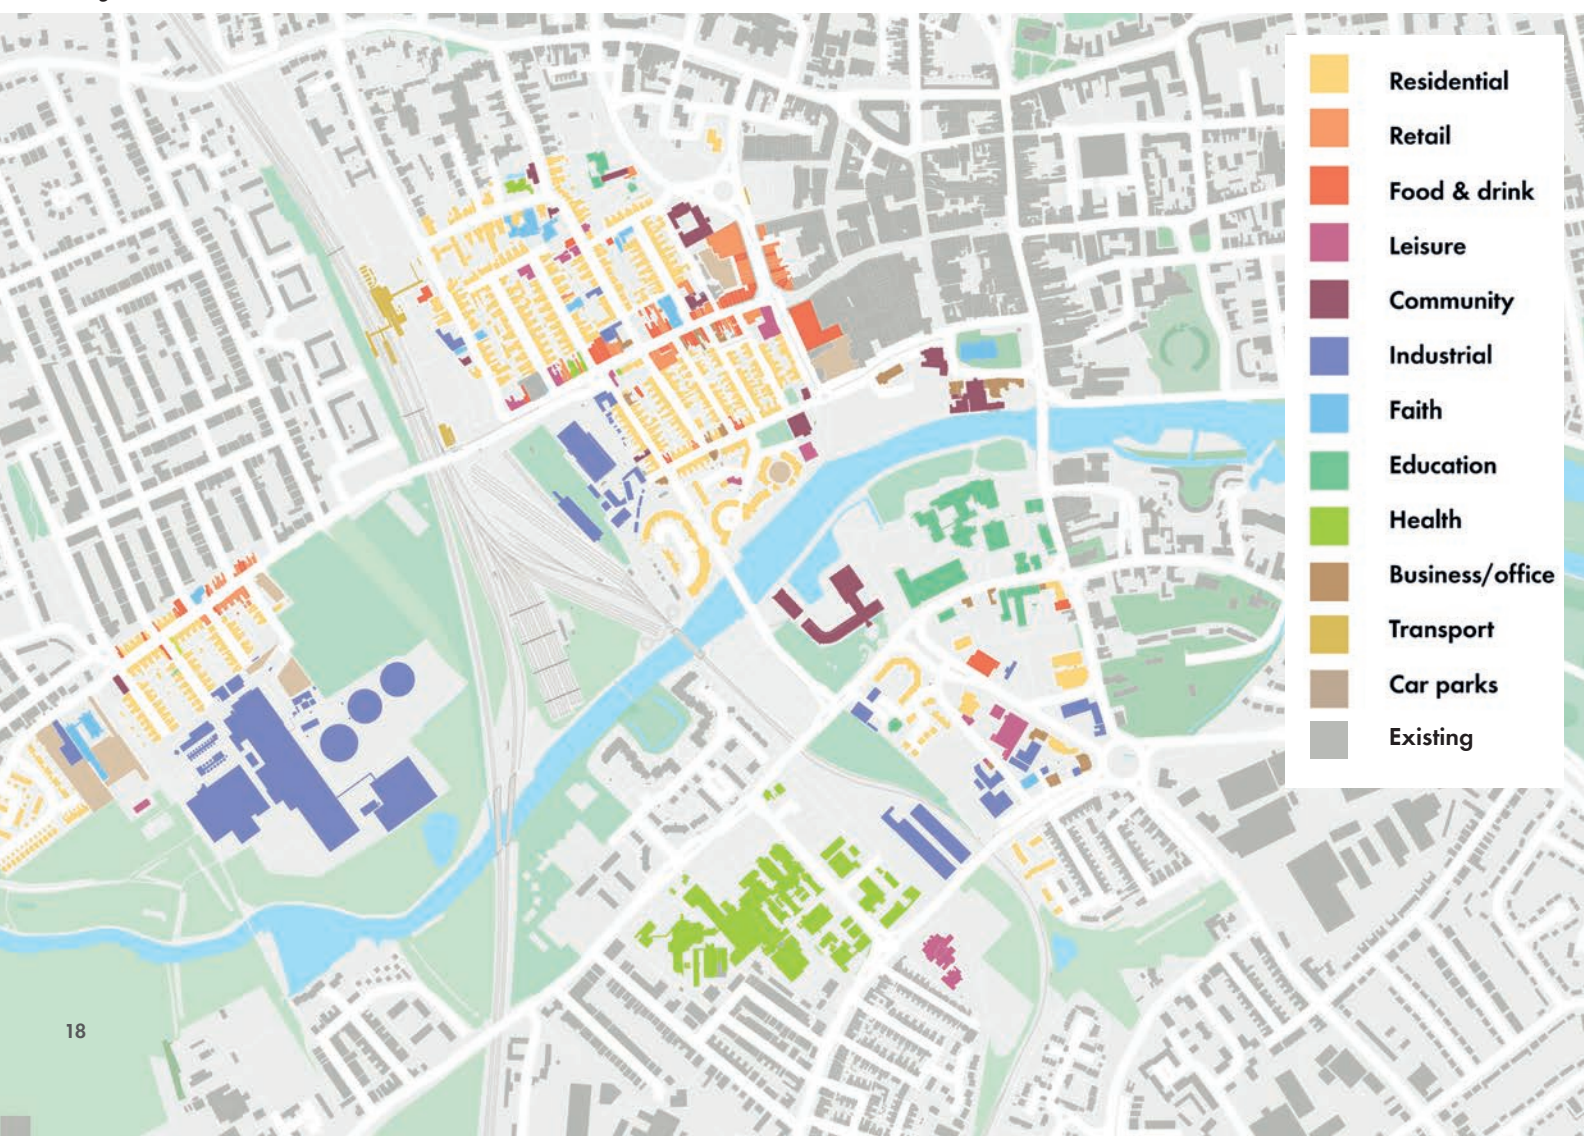 Residential
Retail
Food & drink
Leisure
Community
Industrial
Faith
Education
Health
Business/office
Transport
Car parks
Existing
18